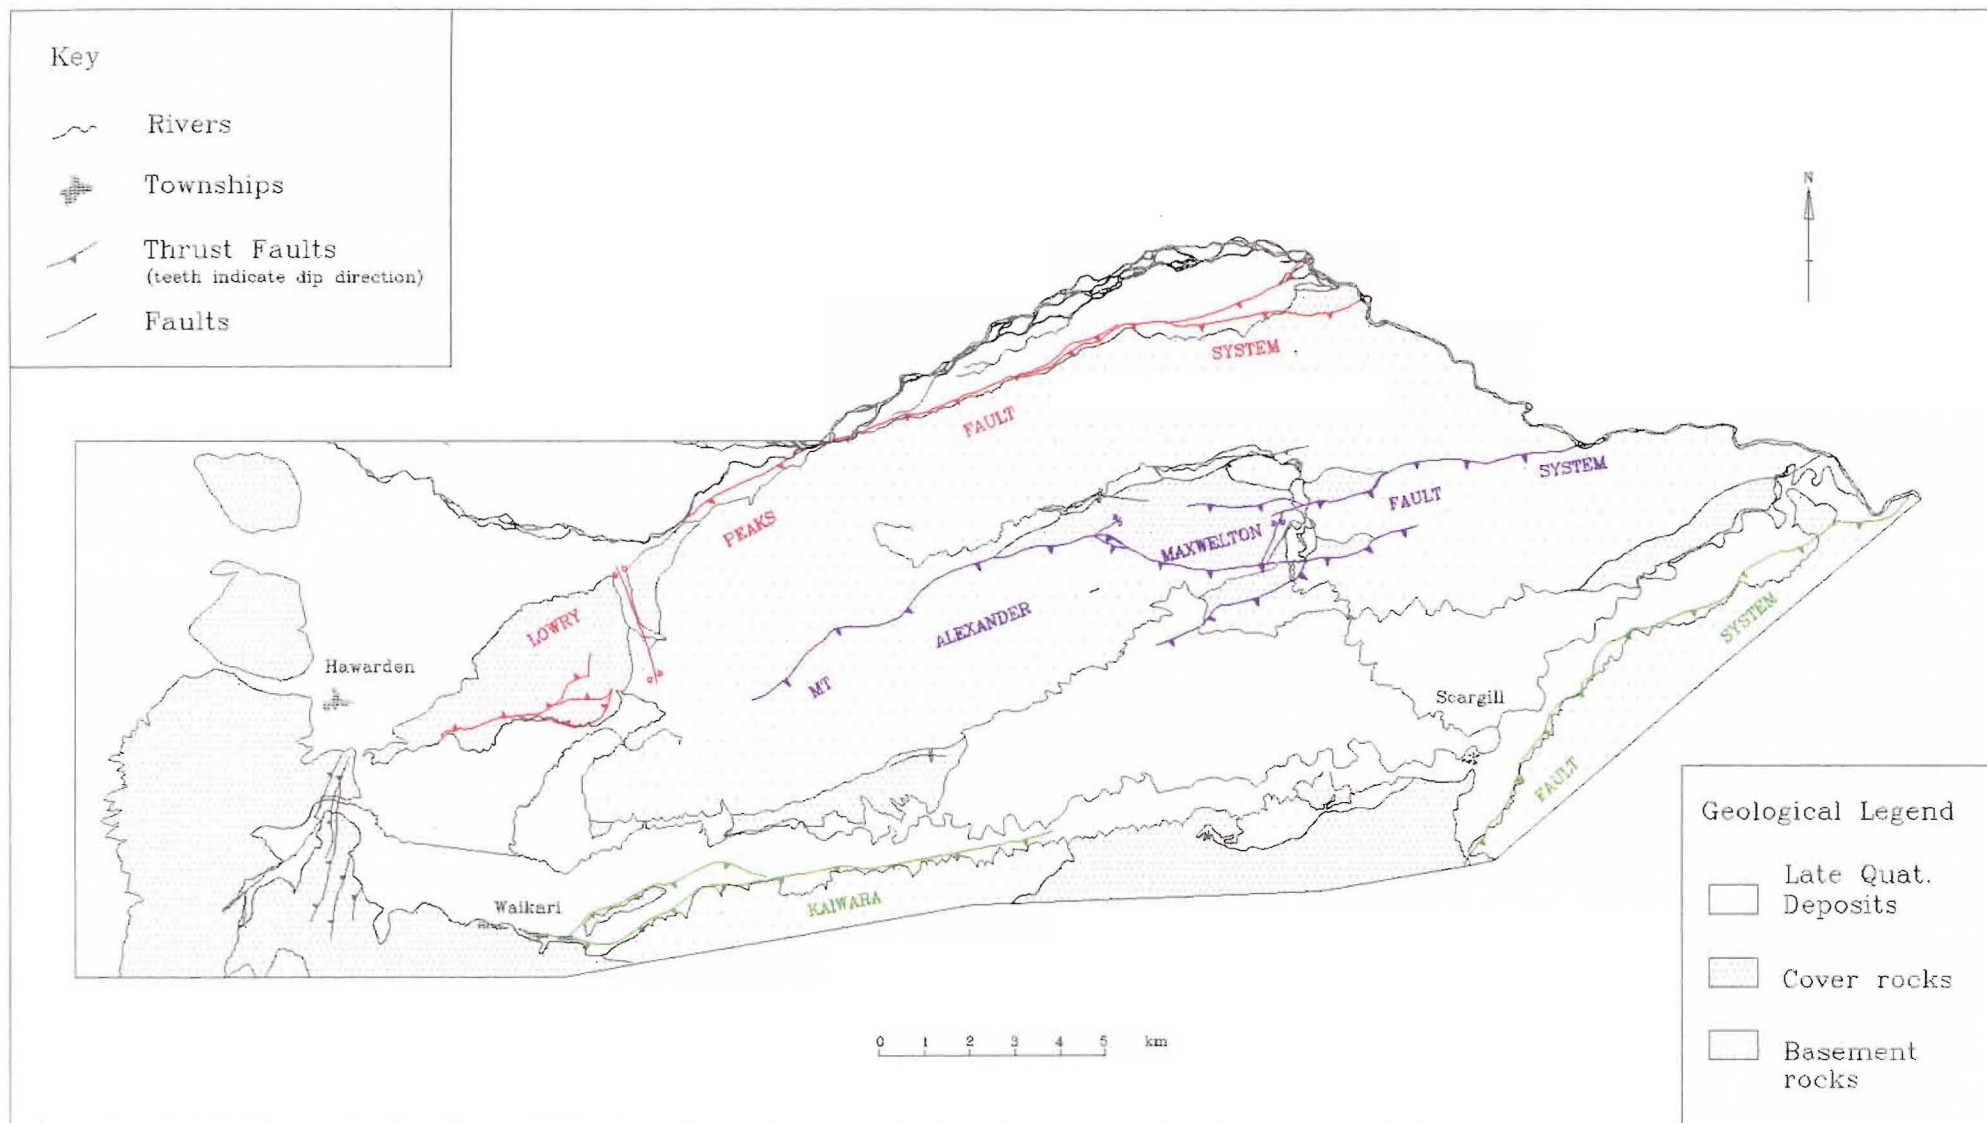 Key
Rivers
Townships
Thrust Faults
(teeth indicate dip direction)
Faults
N
SYSTEM
FAULT
PEAKS
LOWRY
SYSTEM
FAULT
MAXWELTON
ALEXANDER
MT
Hawarden
SYSTEM
Scargill
FAULT
Waikari
KAIWARA
0 1 2 3 4 5 km
Geological Legend
Late Quat.
Deposits
Cover rocks
Basement
rocks